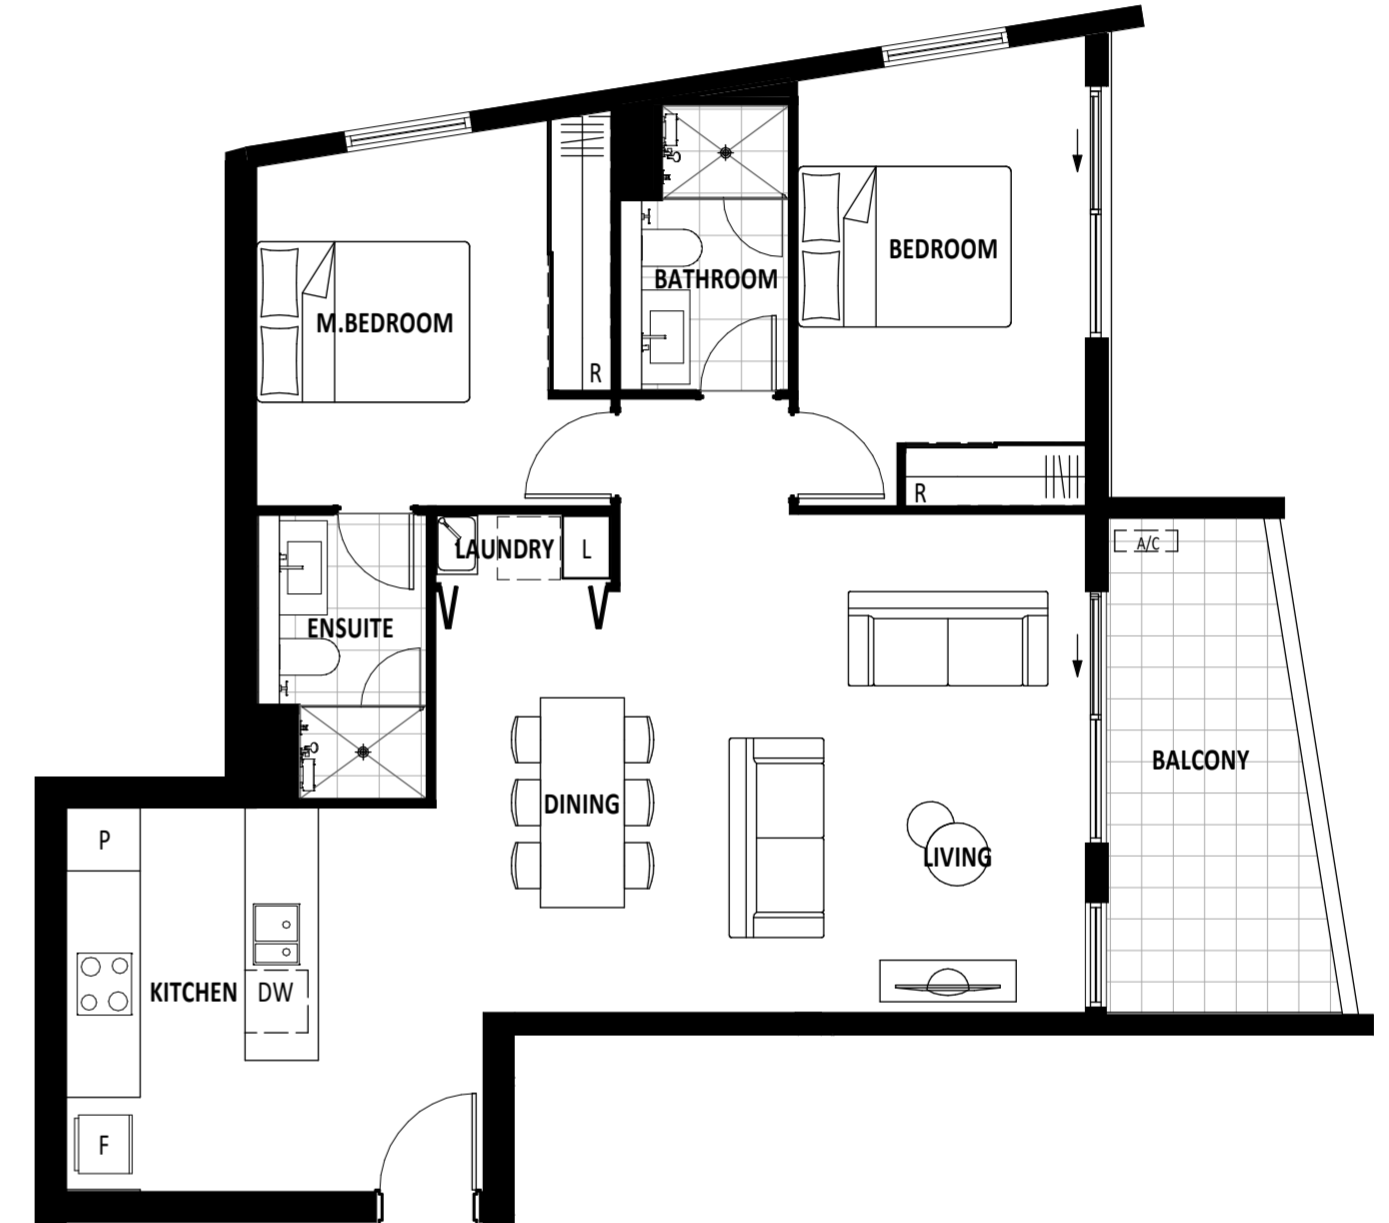 BEDROOM
BATHROOM
M.BEDROOM
R
R
A/C
LAUNDRY
L
ENSUITE
BALCONY
DINING
P
LIVING
KITCHEN
DW
F